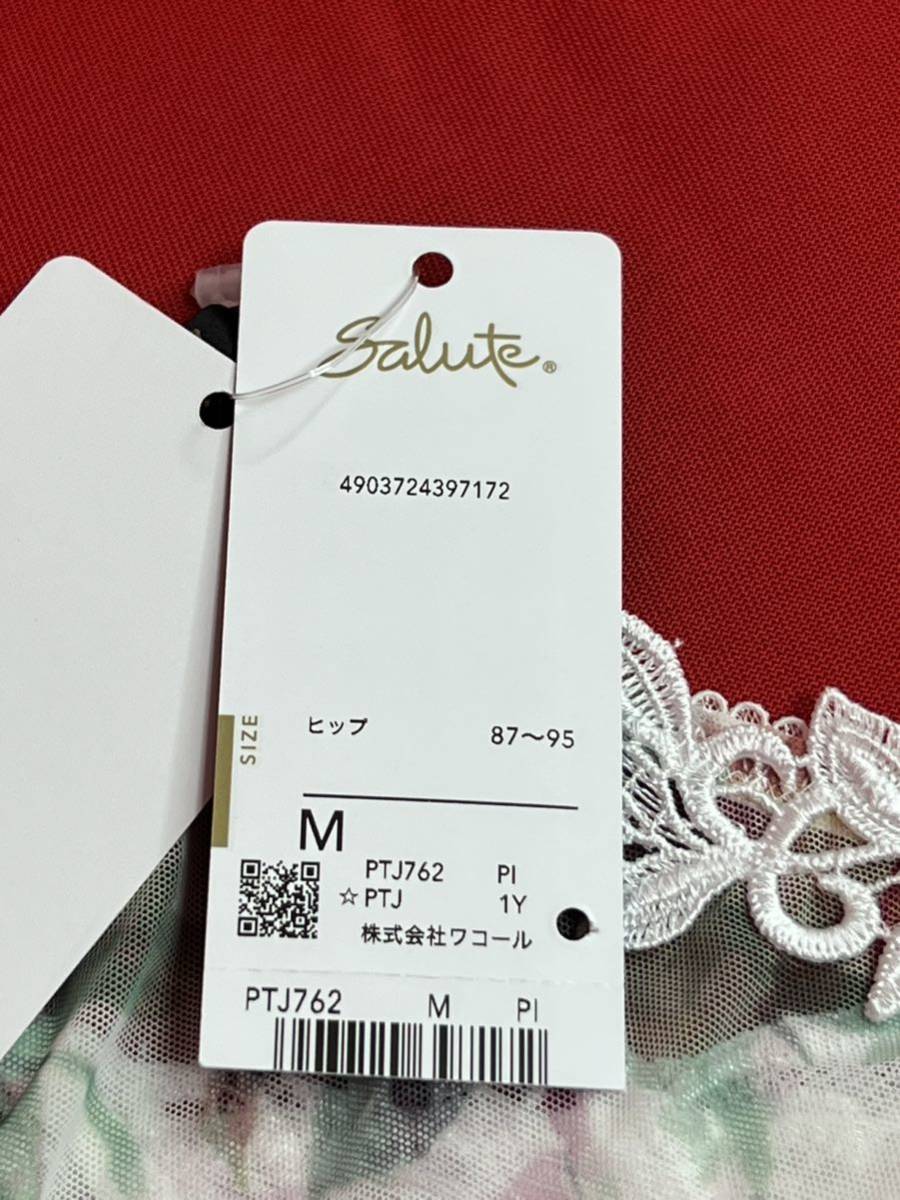 Salute®
4903724397172
SIZE
ヒップ 87～95
M
PTJ762 PI
☆PTJ 1Y
株式会社ワコール
PTJ762 M PI